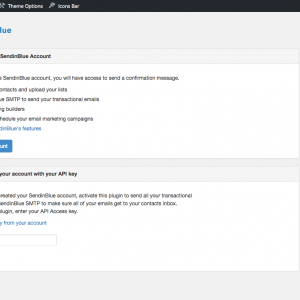 Theme Options Icons Bar
lue
SendinBlue Account
e SendinBlue account, you will have access to send a confirmation message.
ontacts and upload your lists
ue SMTP to send your transactional emails
ng builders
hedule your email marketing campaigns
dinBlue's features
unt
your account with your API key
reated your SendinBlue account, activate this plugin to send all your transactional
endinBlue SMTP to make sure all of your emails get to your contacts inbox.
lugin, enter your API Access key.
y from your account